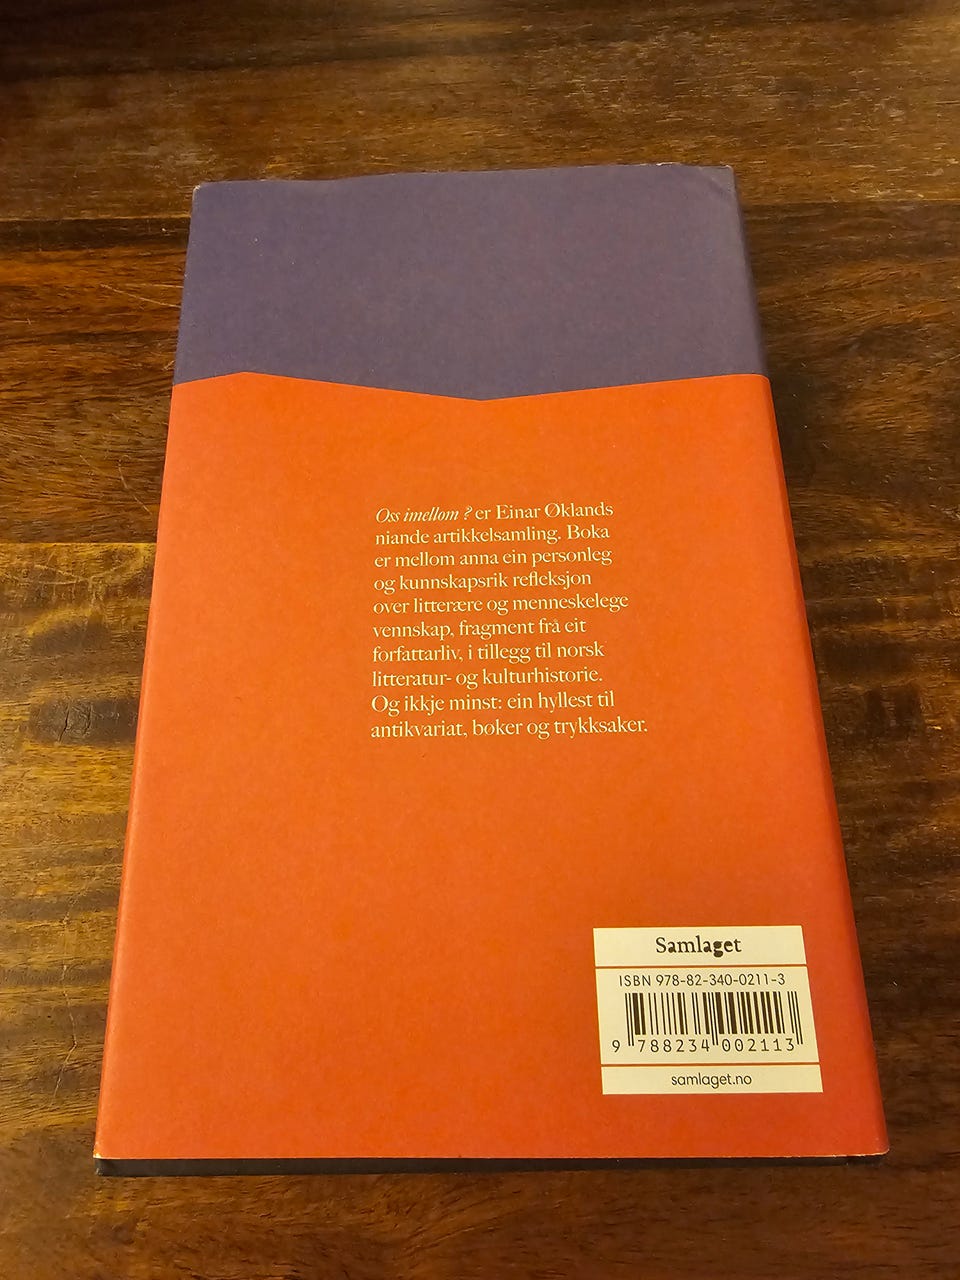 Oss imellom ? er Einar Øklands
niande artikkelsamling. Boka
er mellom anna ein personleg
og kunnskapsrik refleksjon
over litterære og menneskelege
vennskap, fragment frå eit
forfattarliv, i tillegg til norsk
litteratur- og kulturhistorie.
Og ikkje minst: ein hyllest til
antikvariat, bøker og trykksaker.
Samlaget
ISBN 978-82-340-0211-3
9 788234 002113
samlaget.no